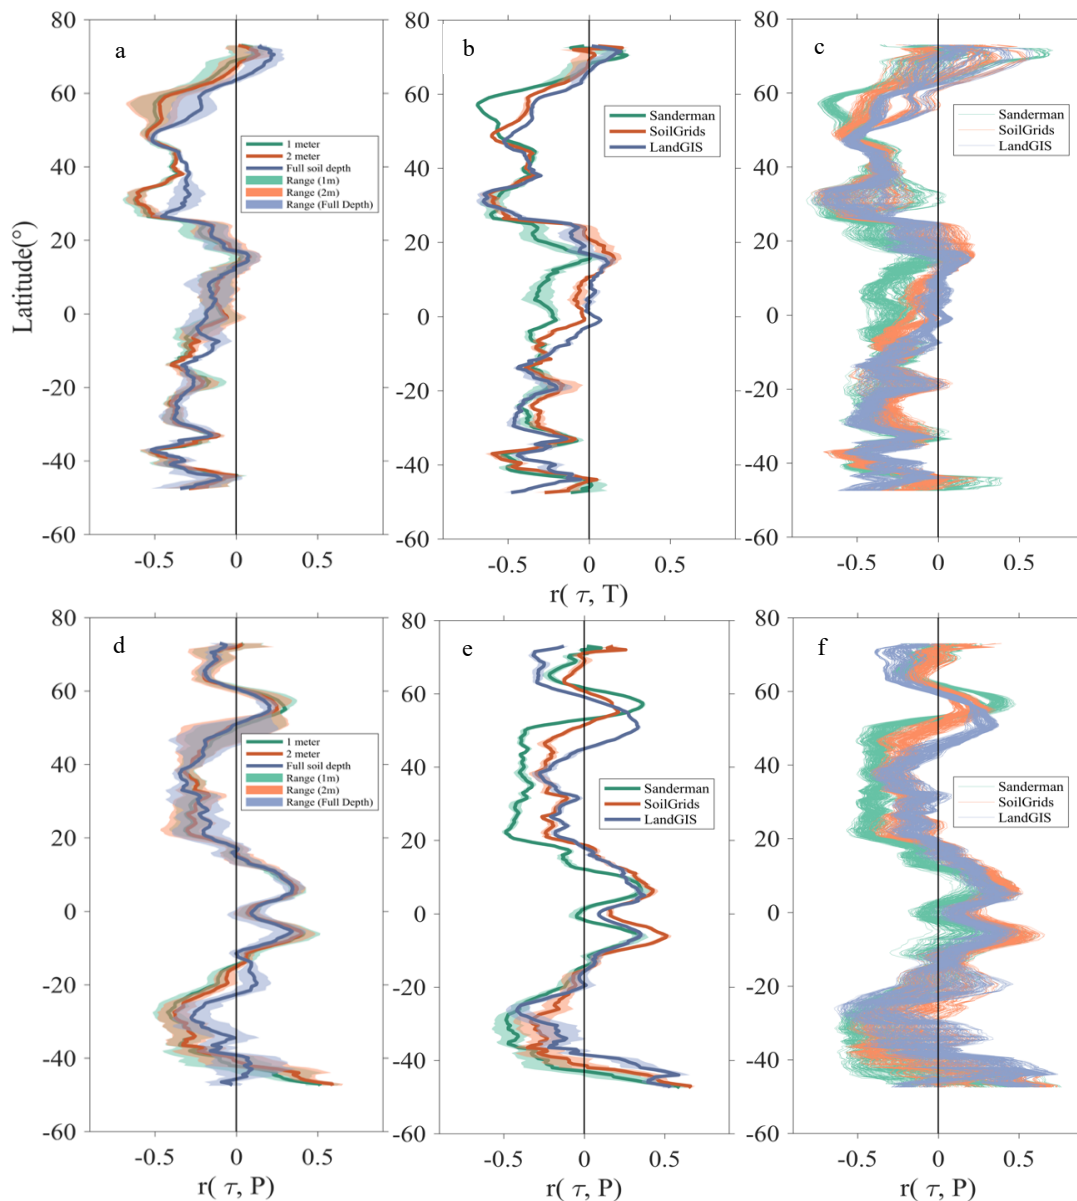 a
b
c
80
60
40
20
0
-20
-40
-60
-0.5
0
0.5
Latitude(°)
1 meter
2 meter
Full soil depth
Range (1m)
Range (2m)
Range (Full Depth)
80
60
40
20
0
-20
-40
-60
-0.5
0
0.5
Sanderman
SoilGrids
LandGIS
r( τ, T)
80
60
40
20
0
-20
-40
-60
-0.5
0
0.5
Sanderman
SoilGrids
LandGIS
d
e
f
80
60
40
20
0
-20
-40
-60
-0.5
0
0.5
1 meter
2 meter
Full soil depth
Range (1m)
Range (2m)
Range (Full Depth)
r( τ, P)
80
60
40
20
0
-20
-40
-60
-0.5
0
0.5
Sanderman
SoilGrids
LandGIS
r( τ, P)
80
60
40
20
0
-20
-40
-60
-0.5
0
0.5
Sanderman
SoilGrids
LandGIS
r( τ, P)